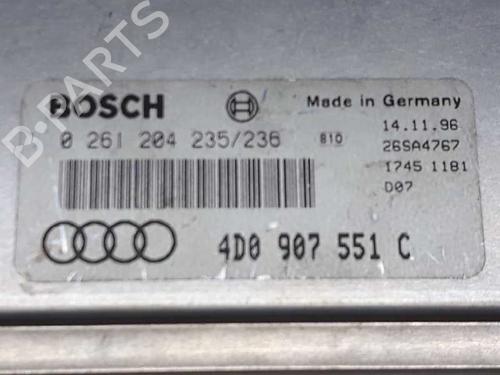 B-PARTS
BOSCH
Made in Germany
0 261 204 235/236 B10
14.11.96
26SA4767
1745 1181
D07
4D0 907 551 C